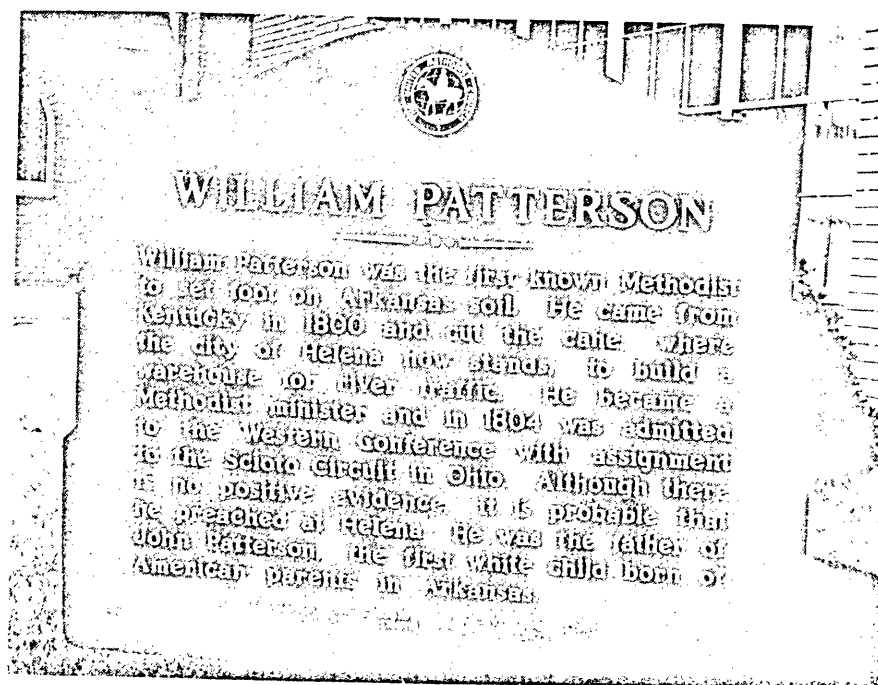 WILLIAM PATTERSON
William Patterson was the first known Methodist
to set foot on Arkansas soil. He came from
Kentucky in 1800 and cut the cane, where
the city of Helena now stands, to build a
warehouse for river traffic. He became a
Methodist minister and in 1804 was admitted
to the Western Conference with assignment
to the Scioto Circuit in Ohio. Although there
is no positive evidence, it is probable that
he preached at Helena. He was the father of
John Patterson, the first white child born of
American parents in Arkansas.